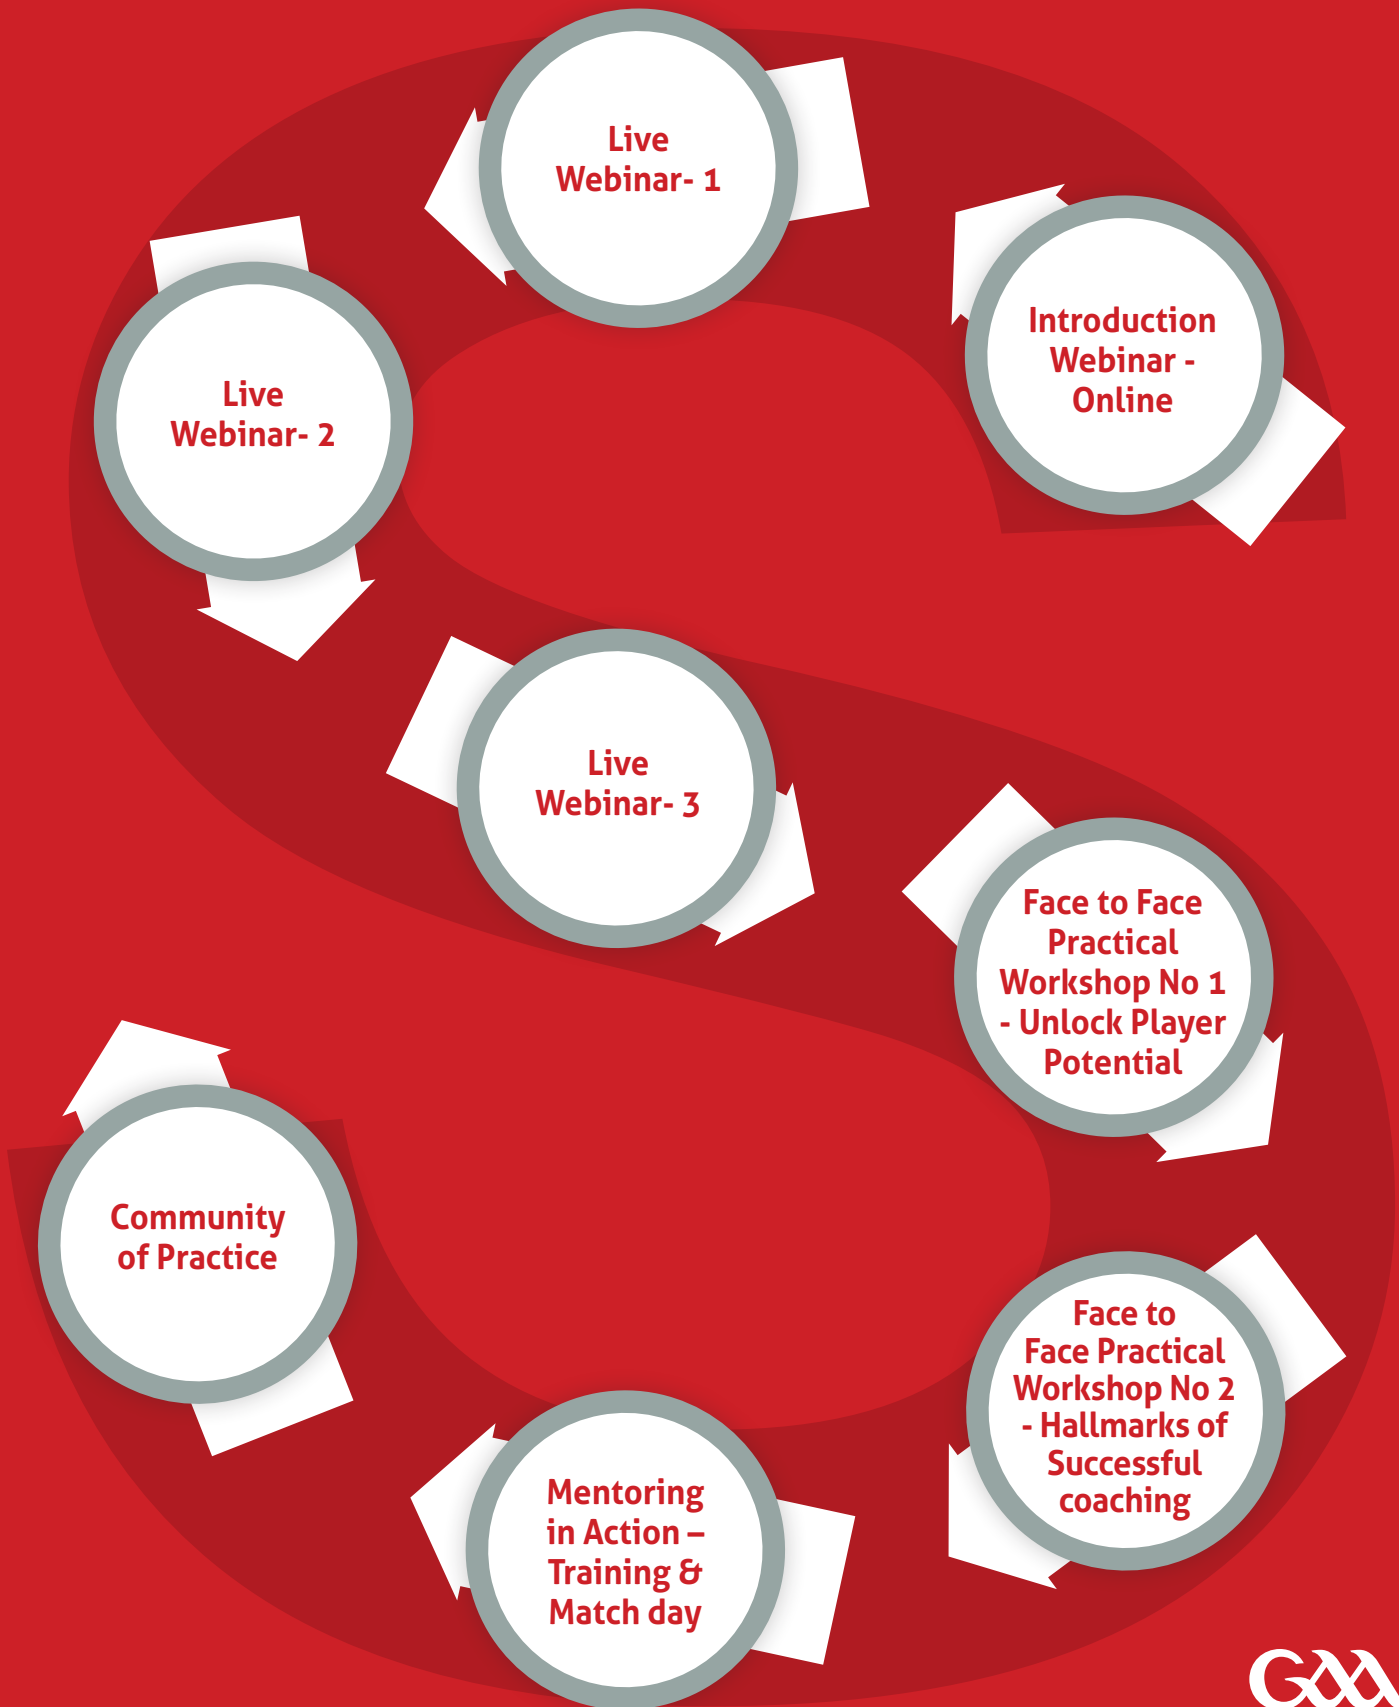 Live
Webinar- 1
Introduction
Webinar -
Online
Live
Webinar- 2
Live
Webinar- 3
Face to Face
Practical
Workshop No 1
- Unlock Player
Potential
Face to
Face Practical
Workshop No 2
- Hallmarks of
Successful
coaching
Mentoring
in Action –
Training &
Match day
Community
of Practice
GAA